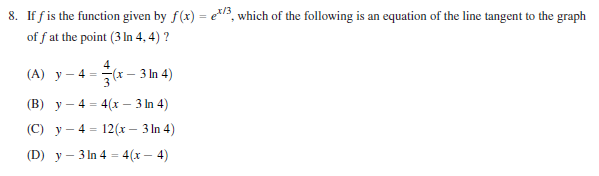 8. If f is the function given by f(x) = e^{x/3}, which of the following is an equation of the line tangent to the graph
of f at the point (3 ln 4, 4) ?
(A) y – 4 = \frac{4}{3}(x – 3 ln 4)
(B) y – 4 = 4(x – 3 ln 4)
(C) y – 4 = 12(x – 3 ln 4)
(D) y – 3 ln 4 = 4(x – 4)